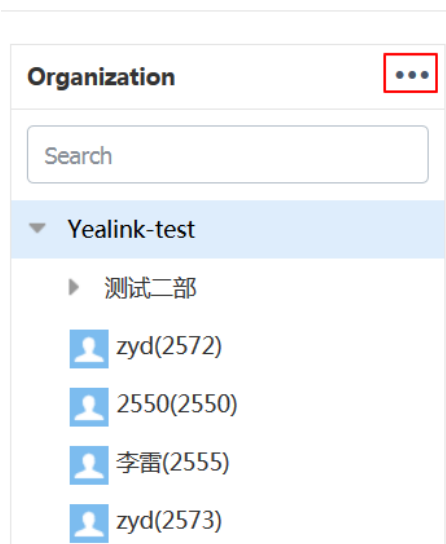 Organization
Search
Yealink-test
测试二部
zyd(2572)
2550(2550)
李雷(2555)
zyd(2573)